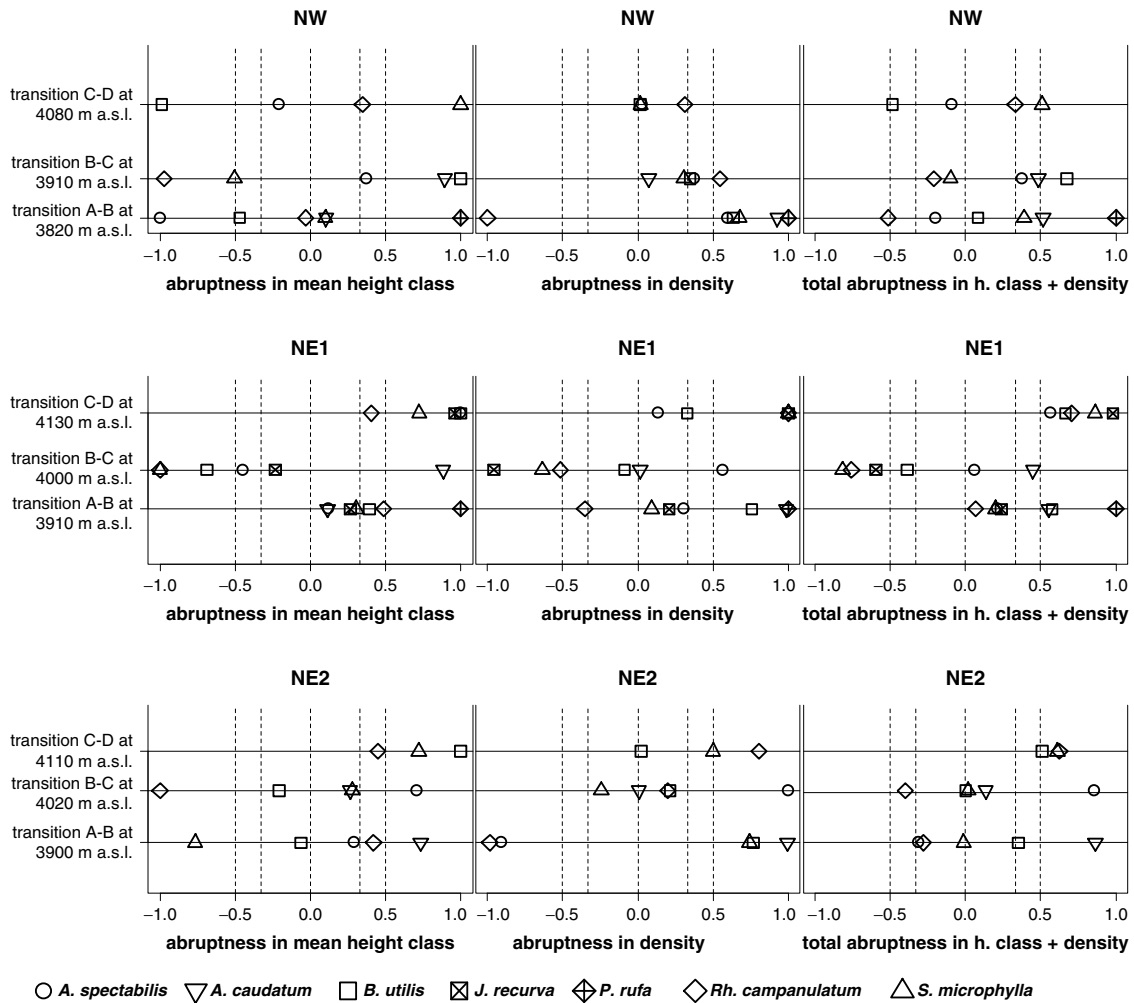 NW NW NW
transition C-D at
4080 m a.s.l.
transition B-C at
3910 m a.s.l.
transition A-B at
3820 m a.s.l.
−1.0 −0.5 0.0 0.5 1.0 −1.0 −0.5 0.0 0.5 1.0 −1.0 −0.5 0.0 0.5 1.0
abruptness in mean height class abruptness in density total abruptness in h. class + density
NE1 NE1 NE1
transition C-D at
4130 m a.s.l.
transition B-C at
4000 m a.s.l.
transition A-B at
3910 m a.s.l.
−1.0 −0.5 0.0 0.5 1.0 −1.0 −0.5 0.0 0.5 1.0 −1.0 −0.5 0.0 0.5 1.0
abruptness in mean height class abruptness in density total abruptness in h. class + density
NE2 NE2 NE2
transition C-D at
4110 m a.s.l.
transition B-C at
4020 m a.s.l.
transition A-B at
3900 m a.s.l.
−1.0 −0.5 0.0 0.5 1.0 −1.0 −0.5 0.0 0.5 1.0 −1.0 −0.5 0.0 0.5 1.0
abruptness in mean height class abruptness in density total abruptness in h. class + density
A. spectabilis A. caudatum B. utilis J. recurva P. rufa Rh. campanulatum S. microphylla